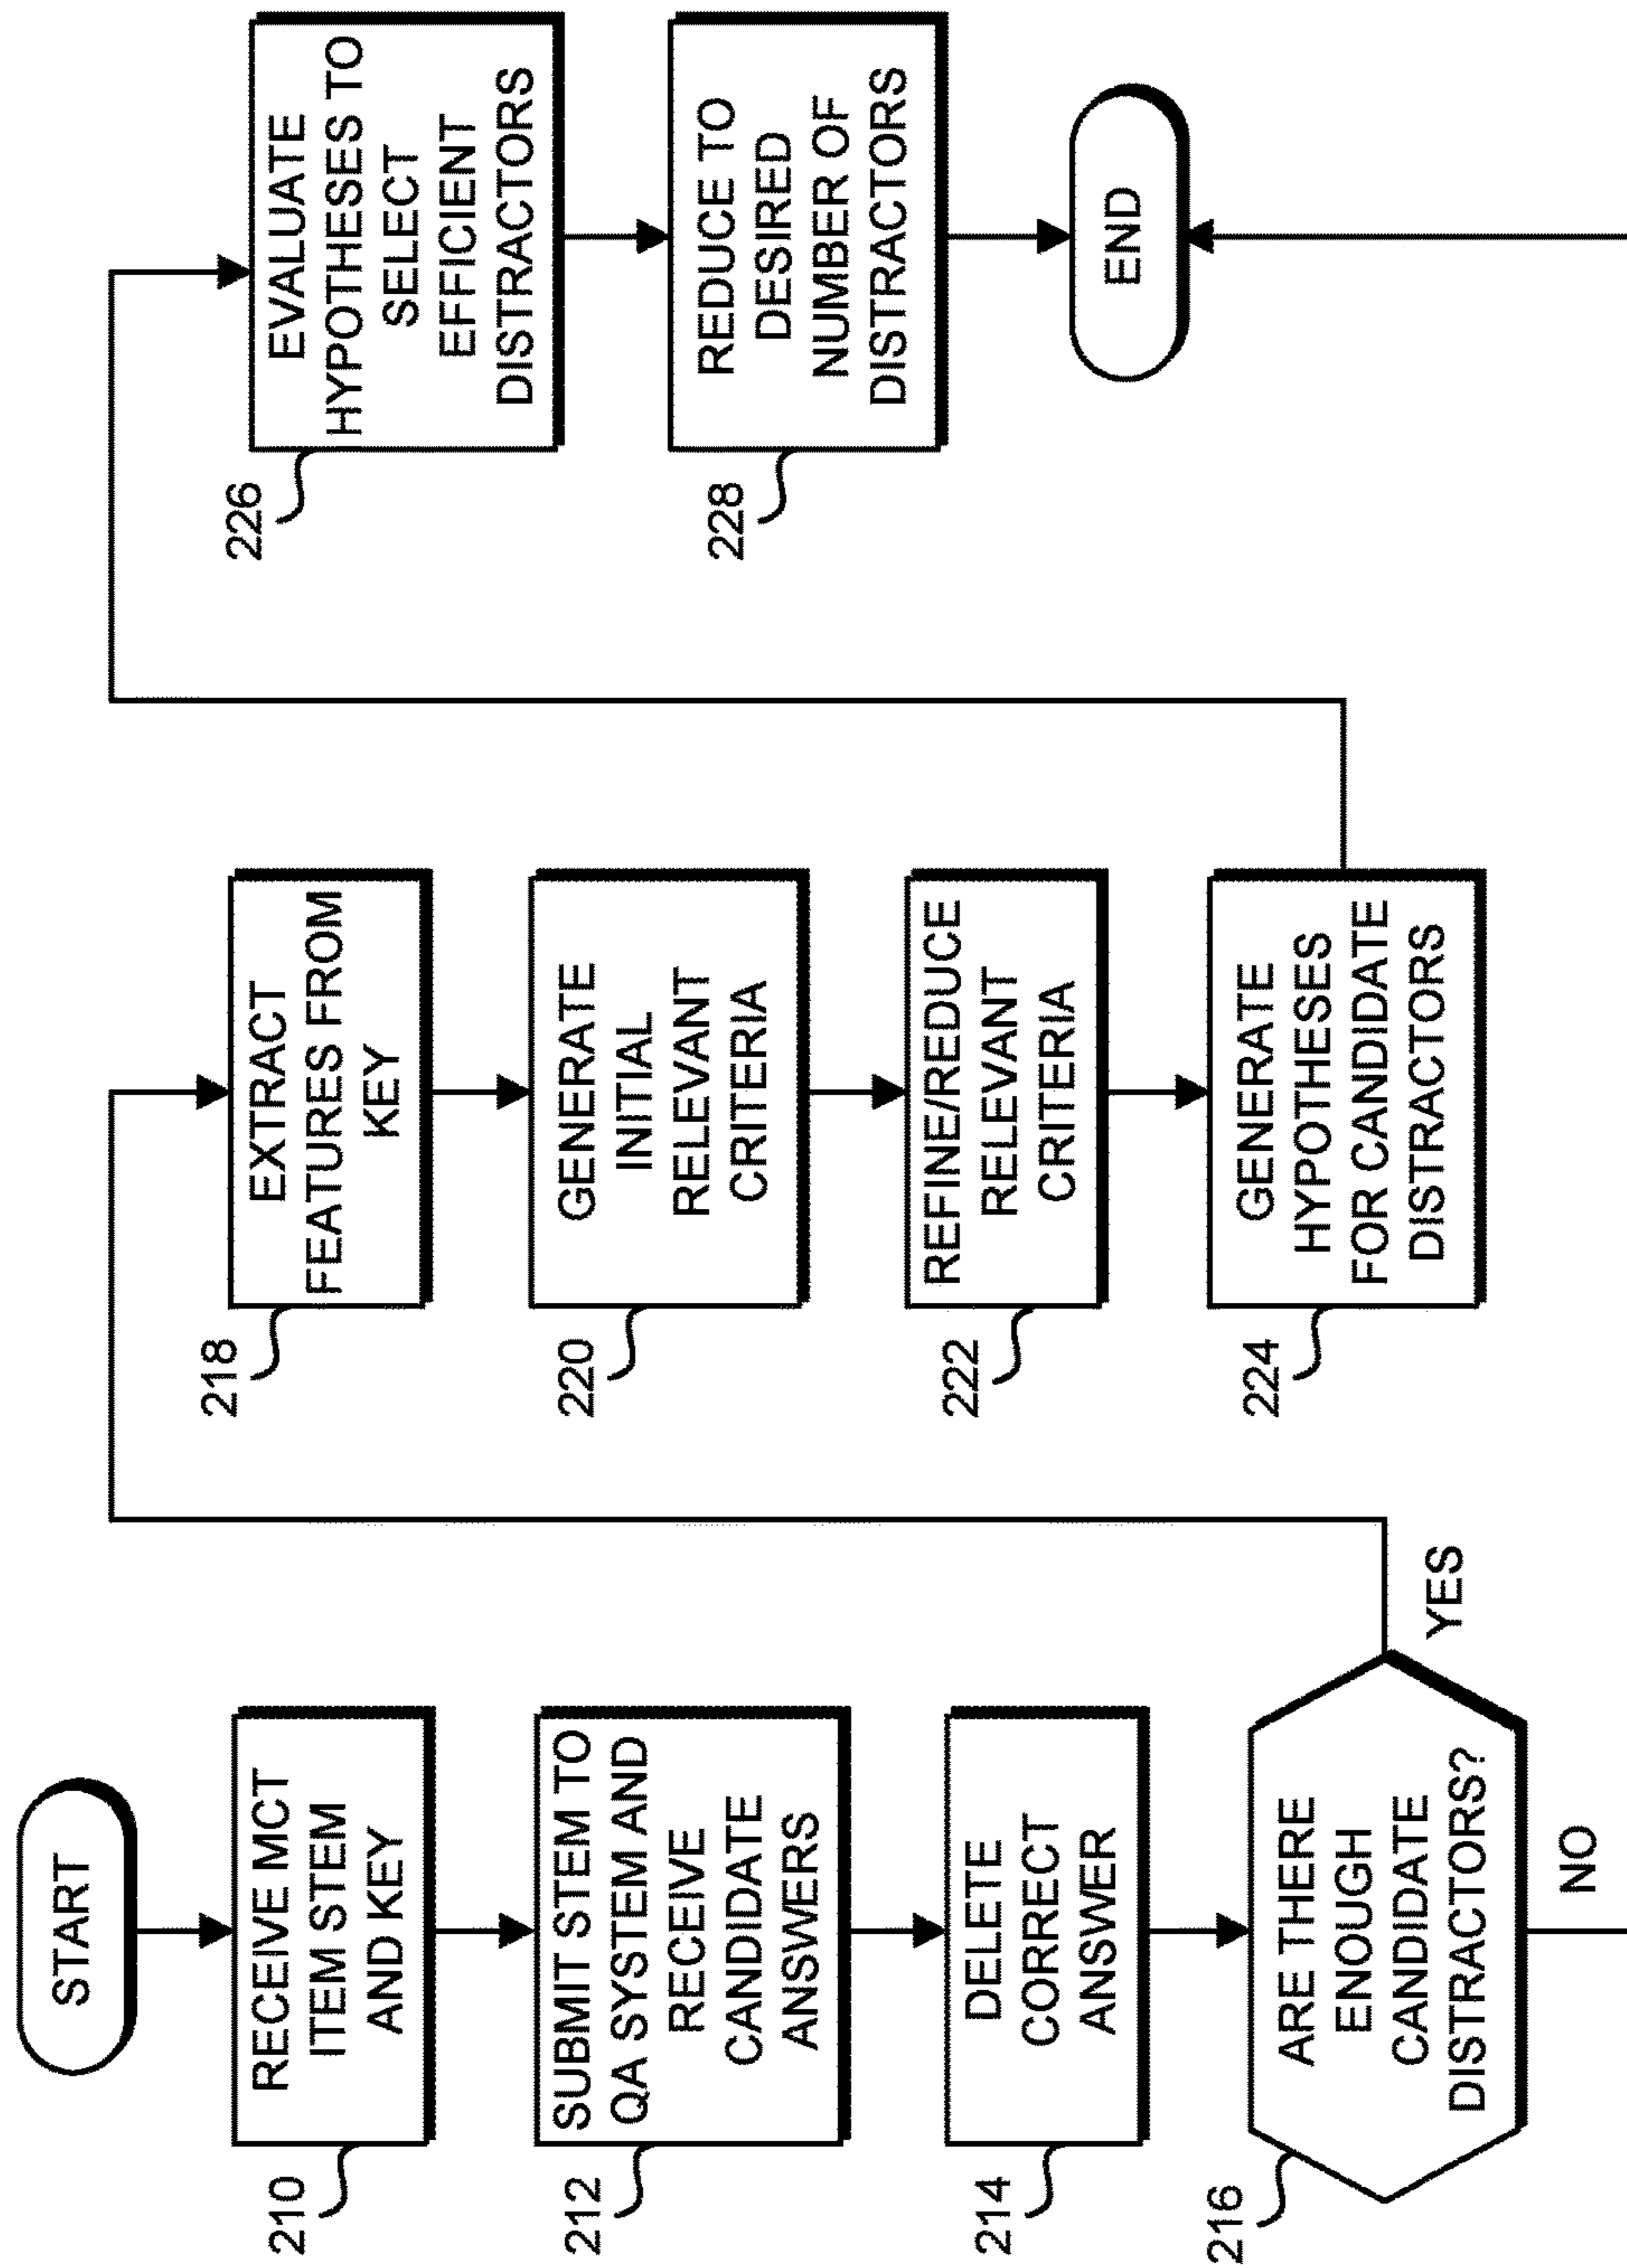 START
210
RECEIVE MCT
ITEM STEM
AND KEY
212
SUBMIT STEM TO
QA SYSTEM AND
RECEIVE
CANDIDATE
ANSWERS
214
DELETE
CORRECT
ANSWER
216
ARE THERE
ENOUGH
CANDIDATE
DISTRACTORS?
YES
NO
218
EXTRACT
FEATURES FROM
KEY
220
GENERATE
INITIAL
RELEVANT
CRITERIA
222
REFINE/REDUCE
RELEVANT
CRITERIA
224
GENERATE
HYPOTHESES
FOR CANDIDATE
DISTRACTORS
226
EVALUATE
HYPOTHESES TO
SELECT
EFFICIENT
DISTRACTORS
228
REDUCE TO
DESIRED
NUMBER OF
DISTRACTORS
END